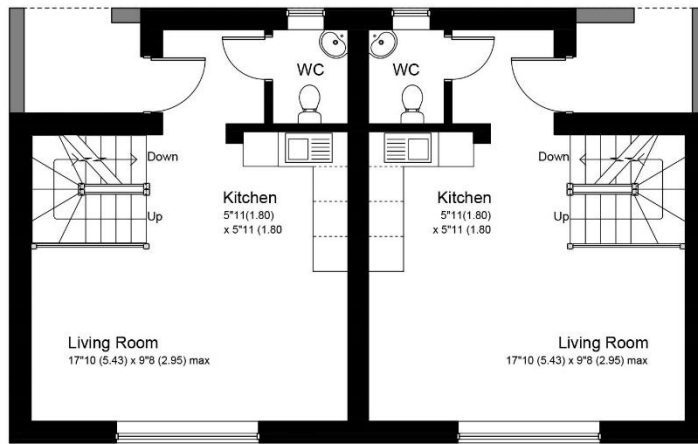 WC
WC
Down
Down
Kitchen
5"11(1.80)
x 5"11 (1.80
Kitchen
5"11(1.80)
x 5"11 (1.80
Up
Up
Living Room
17"10 (5.43) x 9"8 (2.95) max
Living Room
17"10 (5.43) x 9"8 (2.95) max